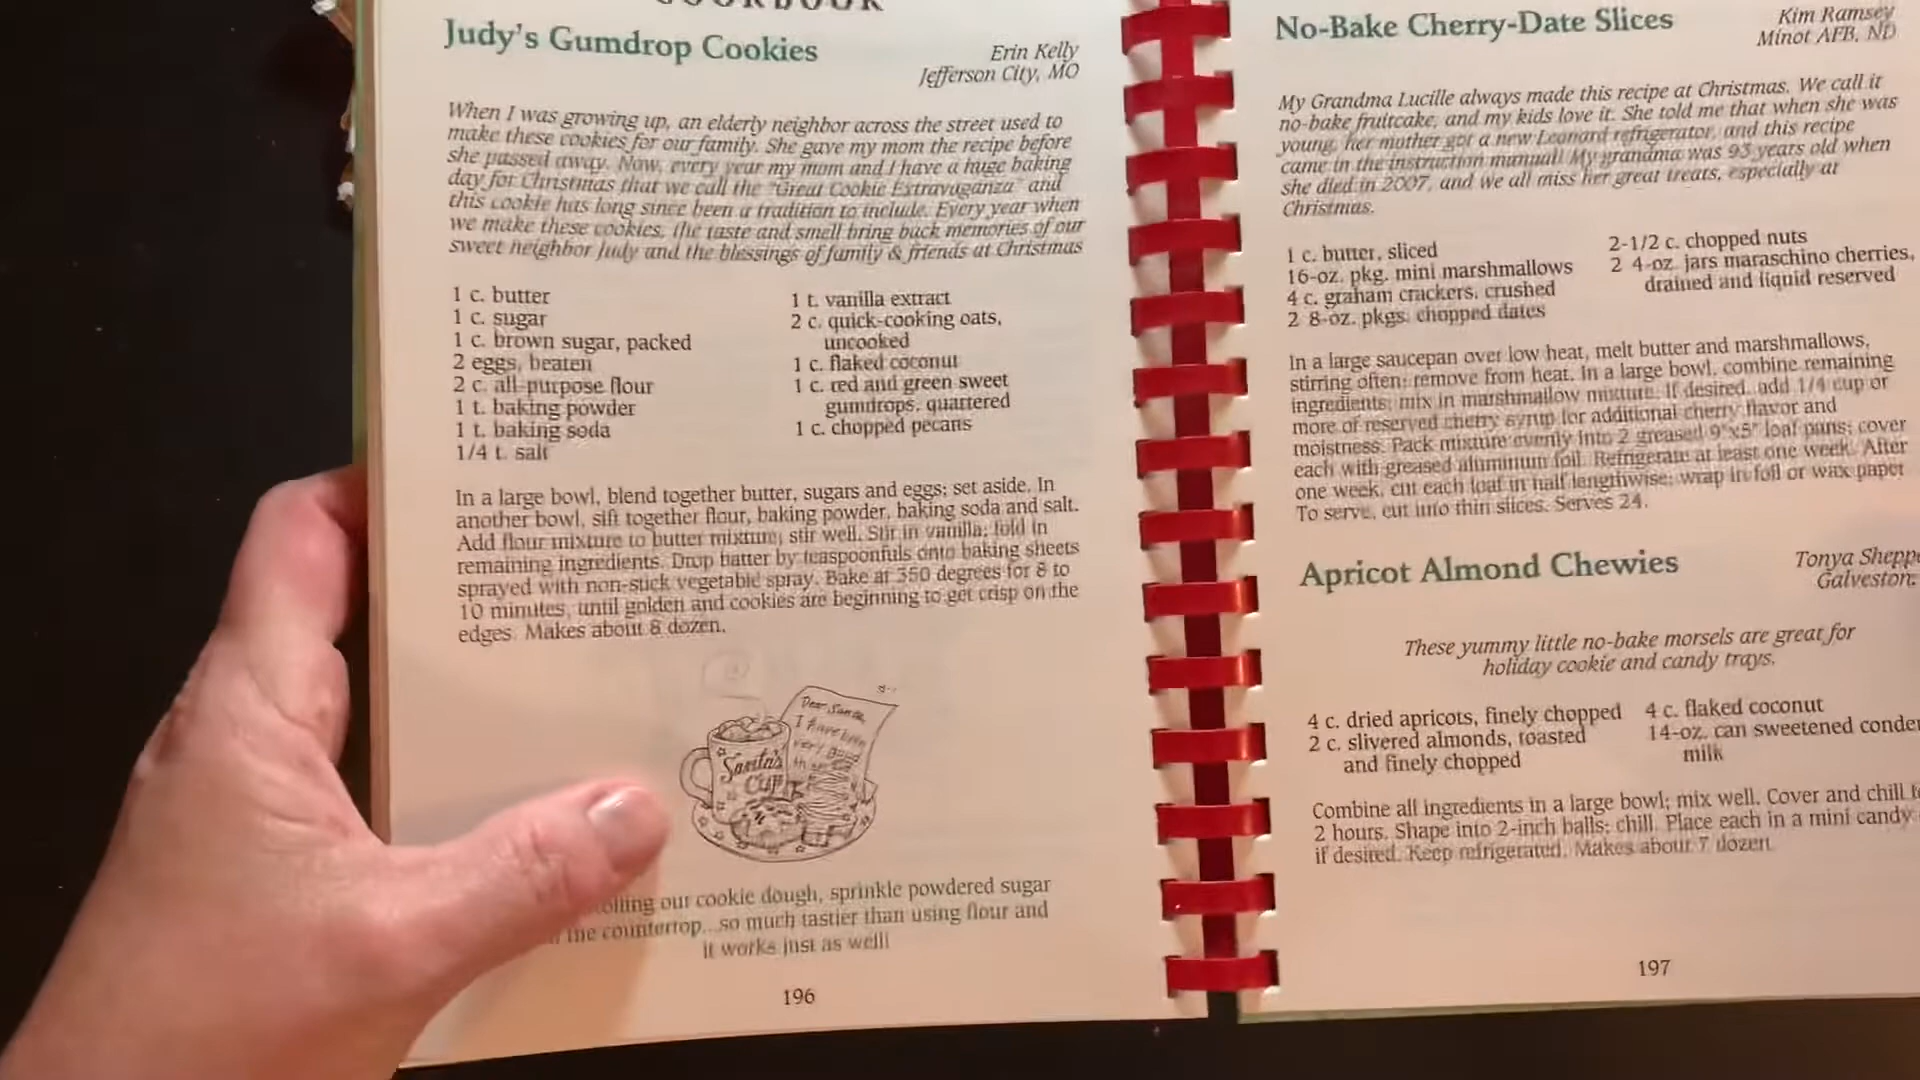 COOKBOOK
Judy's Gumdrop Cookies
Erin Kelly
Jefferson City, MO
When I was growing up, an elderly neighbor across the street used to
make these cookies for our family. She gave my mom the recipe before
she passed away. Now, every year my mom and I have a huge baking
day for Christmas that we call the "Great Cookie Extravaganza" and
this cookie has long since been a tradition to include. Every year when
we make these cookies, the taste and smell bring back memories of our
sweet neighbor Judy and the blessings of family & friends at Christmas
1 c. butter
1 c. sugar
1 c. brown sugar, packed
2 eggs, beaten
2 c. all-purpose flour
1 t. baking powder
1 t. baking soda
1/4 t. salt
1 t. vanilla extract
2 c. quick-cooking oats,
uncooked
1 c. flaked coconut
1 c. red and green sweet
gumdrops, quartered
1 c. chopped pecans
In a large bowl, blend together butter, sugars and eggs; set aside. In
another bowl, sift together flour, baking powder, baking soda and salt.
Add flour mixture to butter mixture; stir well. Stir in vanilla; fold in
remaining ingredients. Drop batter by teaspoonfuls onto baking sheets
sprayed with non-stick vegetable spray. Bake at 350 degrees for 8 to
10 minutes, until golden and cookies are beginning to get crisp on the
edges. Makes about 8 dozen.
Dear Santa
I have been
very good
Santa's
Cup
rolling out cookie dough, sprinkle powdered sugar
the countertop...so much tastier than using flour and
it works just as well!
196
No-Bake Cherry-Date Slices
Kim Ramsey
Minot AFB, ND
My Grandma Lucille always made this recipe at Christmas. We call it
no-bake fruitcake, and my kids love it. She told me that when she was
young, her mother got a new Leonard refrigerator, and this recipe
came in the instruction manual! My grandma was 93 years old when
she died in 2007, and we all miss her great treats, especially at
Christmas.
1 c. butter, sliced
16-oz. pkg. mini marshmallows
4 c. graham crackers, crushed
2 8-oz. pkgs. chopped dates
2-1/2 c. chopped nuts
2 4-oz. jars maraschino cherries,
drained and liquid reserved
In a large saucepan over low heat, melt butter and marshmallows,
stirring often; remove from heat. In a large bowl, combine remaining
ingredients; mix in marshmallow mixture. If desired, add 1/4 cup or
more of reserved cherry syrup for additional cherry flavor and
moistness. Pack mixture evenly into 2 greased 9"x5" loaf pans; cover
each with greased aluminum foil. Refrigerate at least one week. After
one week, cut each loaf in half lengthwise; wrap in foil or wax paper
To serve, cut into thin slices. Serves 24.
Apricot Almond Chewies
Tonya Sheppe
Galveston,
These yummy little no-bake morsels are great for
holiday cookie and candy trays.
4 c. dried apricots, finely chopped
2 c. slivered almonds, toasted
and finely chopped
4 c. flaked coconut
14-oz. can sweetened conde
milk
Combine all ingredients in a large bowl; mix well. Cover and chill
2 hours. Shape into 2-inch balls; chill. Place each in a mini candy
if desired. Keep refrigerated. Makes about 7 dozen
197